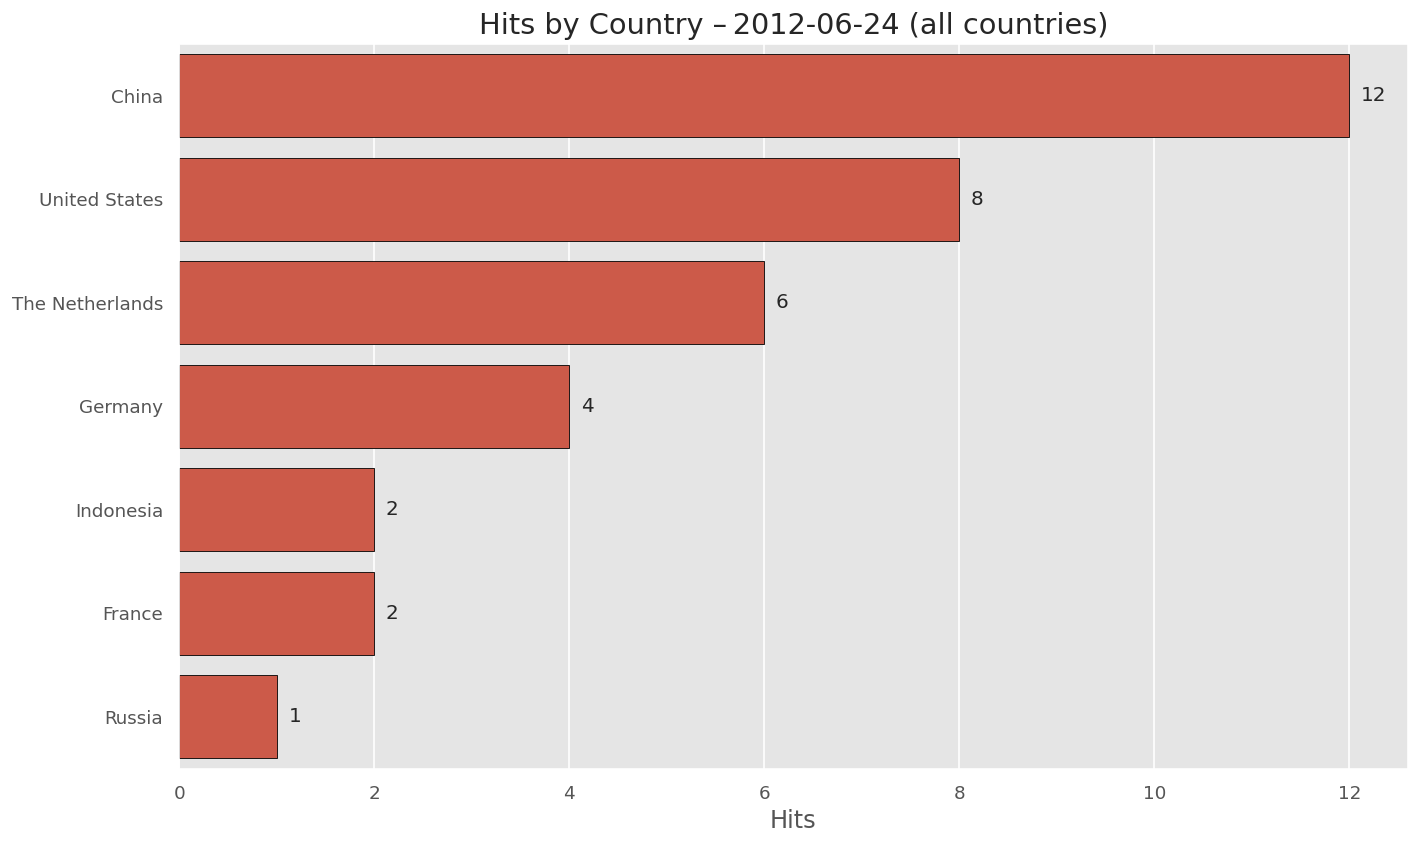 Hits by Country – 2012-06-24 (all countries)
China
12
United States
8
The Netherlands
6
Germany
4
Indonesia
2
France
2
Russia
1
0 2 4 6 8 10 12
Hits